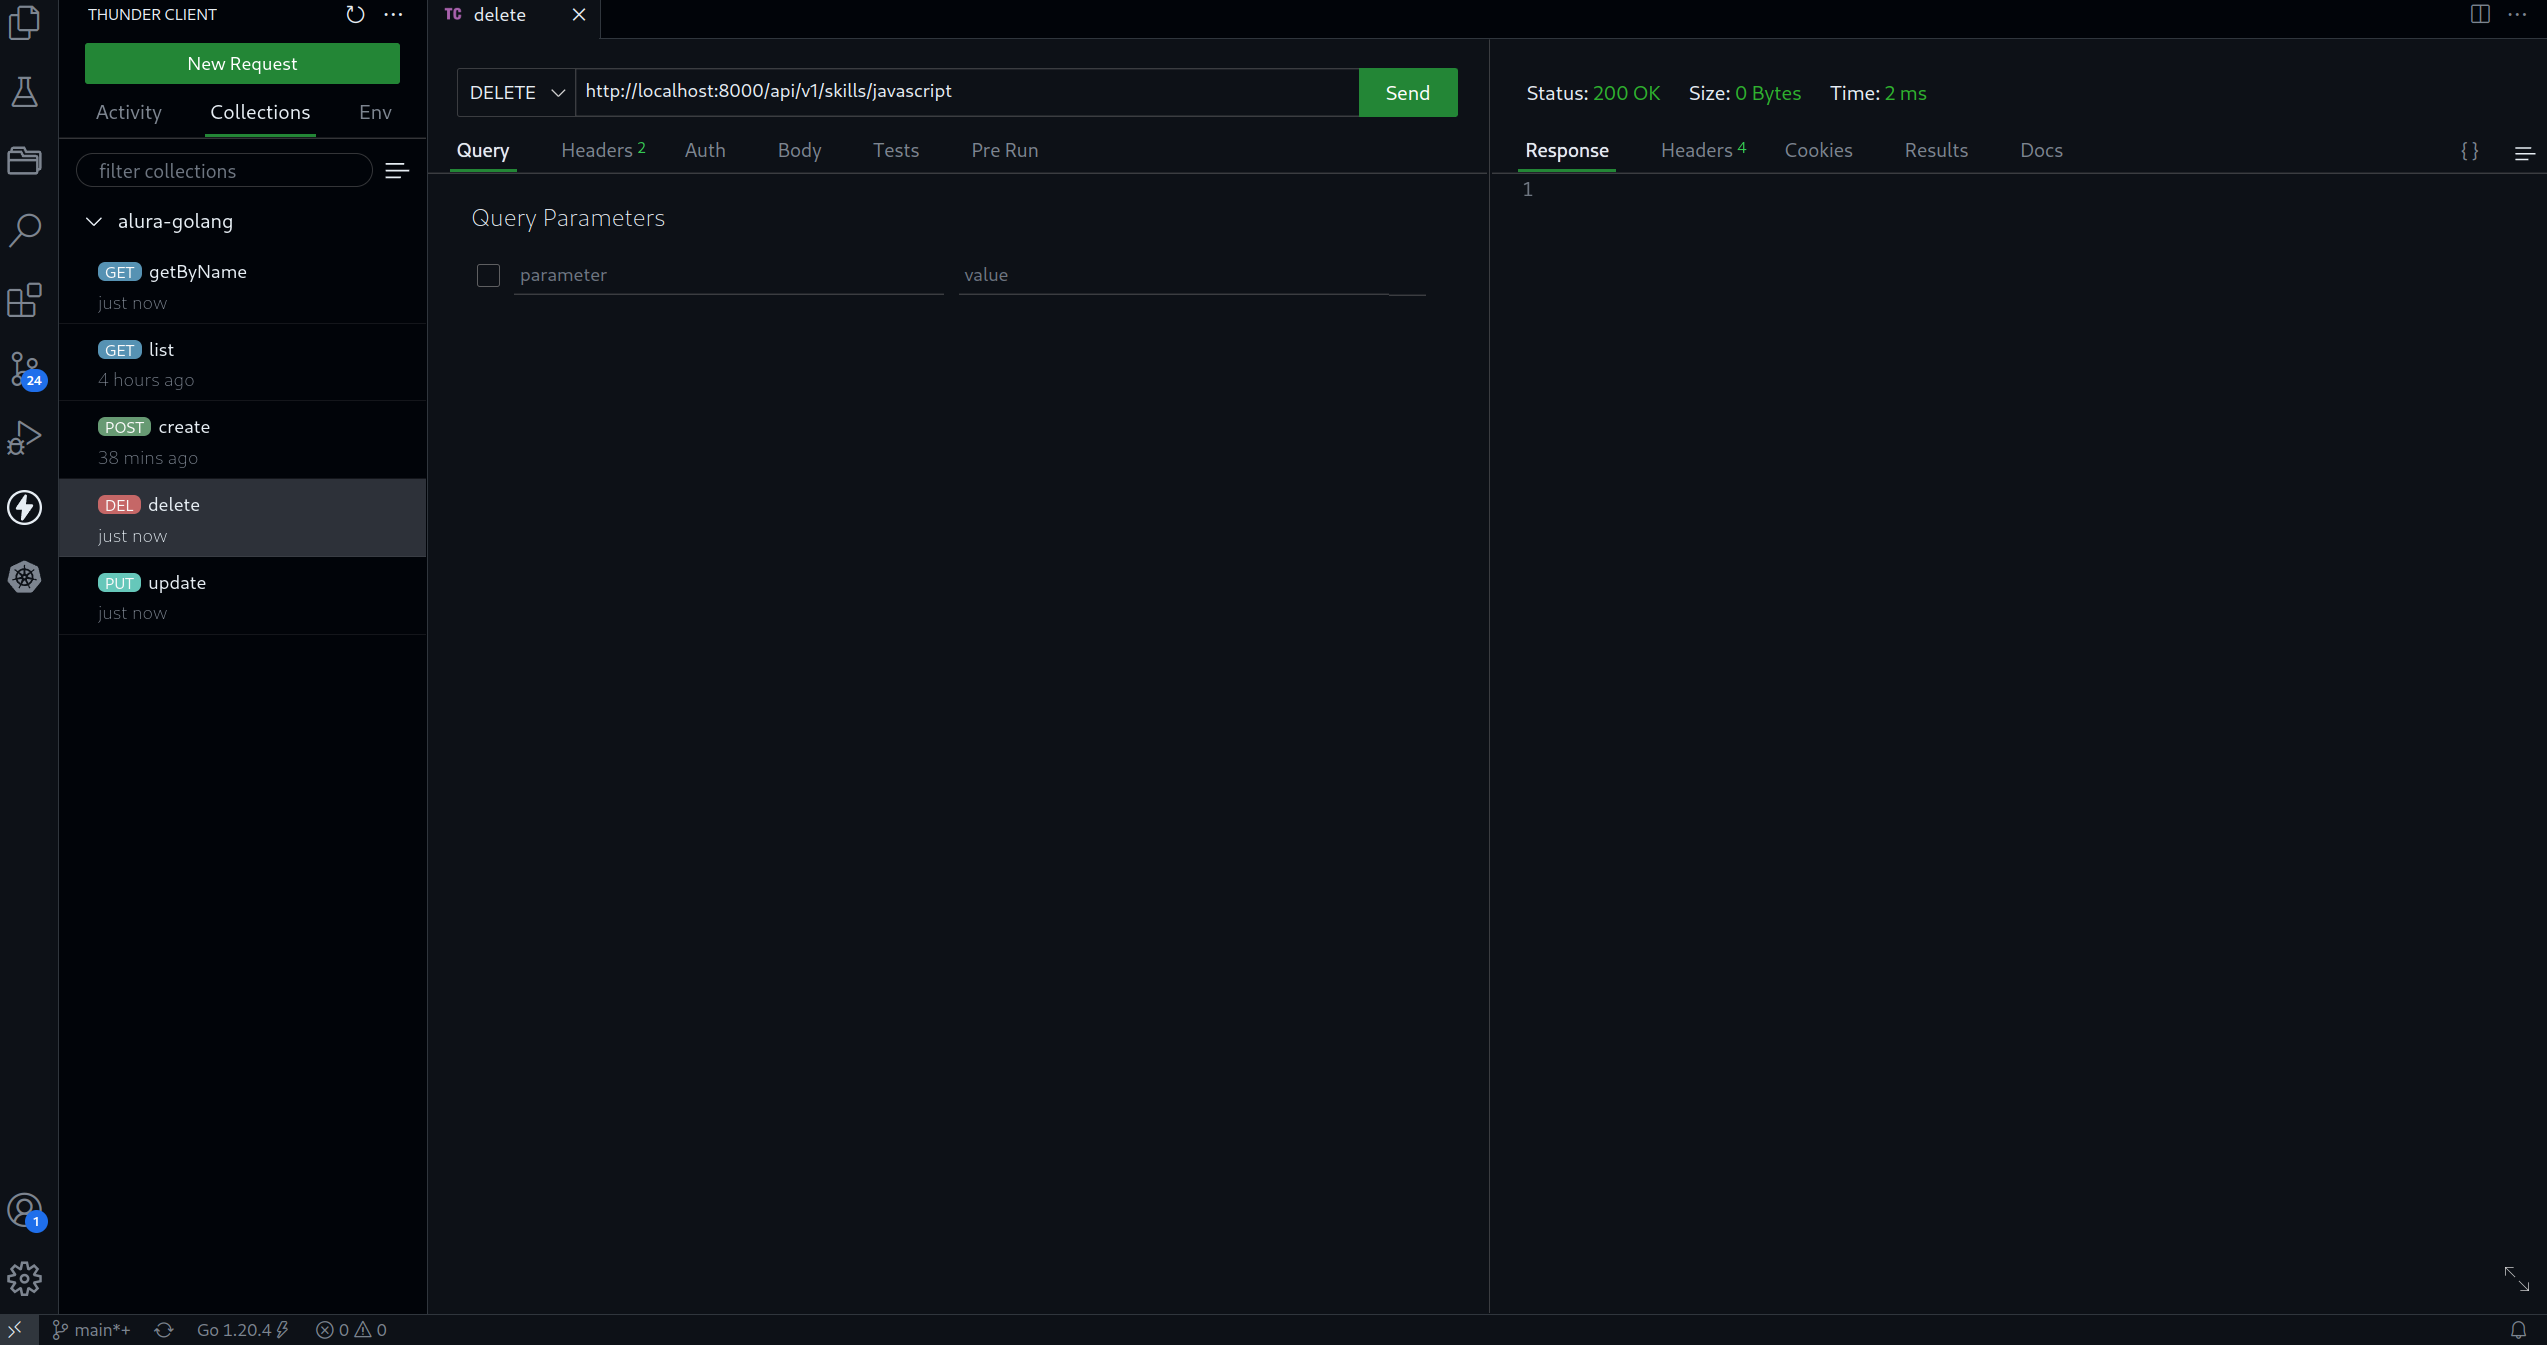 THUNDER CLIENT
New Request
Activity Collections Env
filter collections
alura-golang
GET getByName
just now
GET list
4 hours ago
POST create
38 mins ago
DEL delete
just now
PUT update
just now
24
1
TC delete
DELETE http://localhost:8000/api/v1/skills/javascript Send
Query Headers 2 Auth Body Tests Pre Run
Query Parameters
parameter value
Status: 200 OK Size: 0 Bytes Time: 2 ms
Response Headers 4 Cookies Results Docs {}
1
main*+ Go 1.20.4 0 0